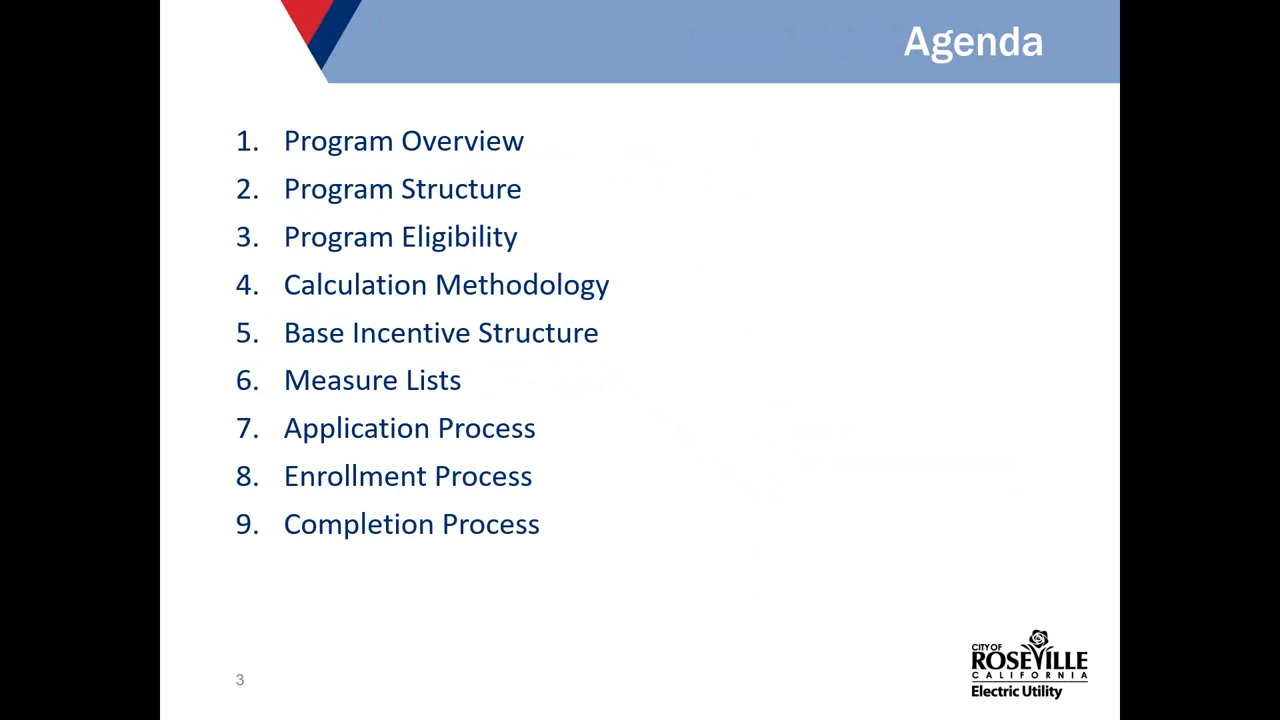 Agenda
1. Program Overview
2. Program Structure
3. Program Eligibility
4. Calculation Methodology
5. Base Incentive Structure
6. Measure Lists
7. Application Process
8. Enrollment Process
9. Completion Process
3
CITY OF
ROSEVILLE
CALIFORNIA
Electric Utility